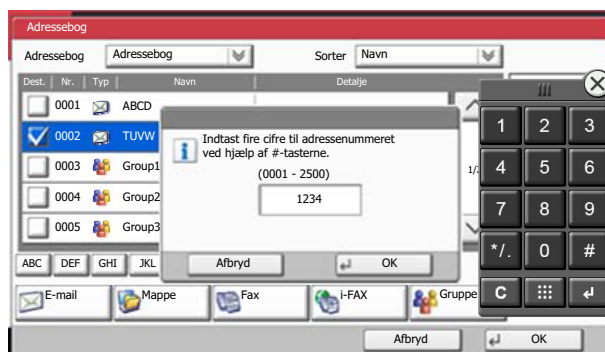 Adressebog
Adressebog Adressebog Sorter Navn
Dest. Nr. Typ Navn Detalje
0001 ABCD
0002 TUVW
0003 Group1
0004 Group2
0005 Group3
Indtast fire cifre til adressenummeret
ved hjælp af #-tasterne.
(0001 - 2500)
1234
Afbryd OK
1 2 3
4 5 6
7 8 9
*/. 0 #
C
ABC DEF GHI JKL
E-mail Mappe Fax i-FAX Gruppe
Afbryd OK